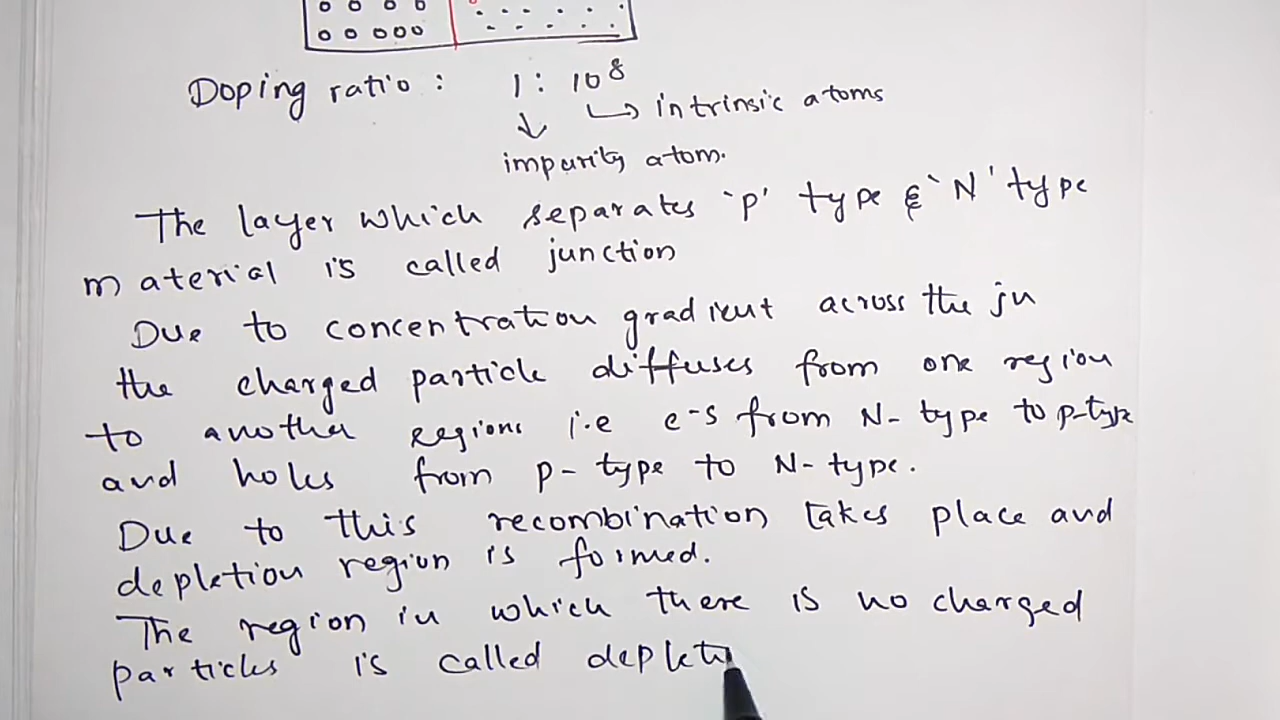 Doping ratio : 1 : 10⁸
↳ intrinsic atoms
↓
impurity atom.
The layer which separates 'p' type & 'N' type
material is called junction
Due to concentration gradient across the ju
the charged particle diffuses from one region
to another regions i.e e-s from N- type to p-type
and holes from p- type to N- type.
Due to this recombination takes place and
depletion region is formed.
The region in which there is no charged
particles is called depleti